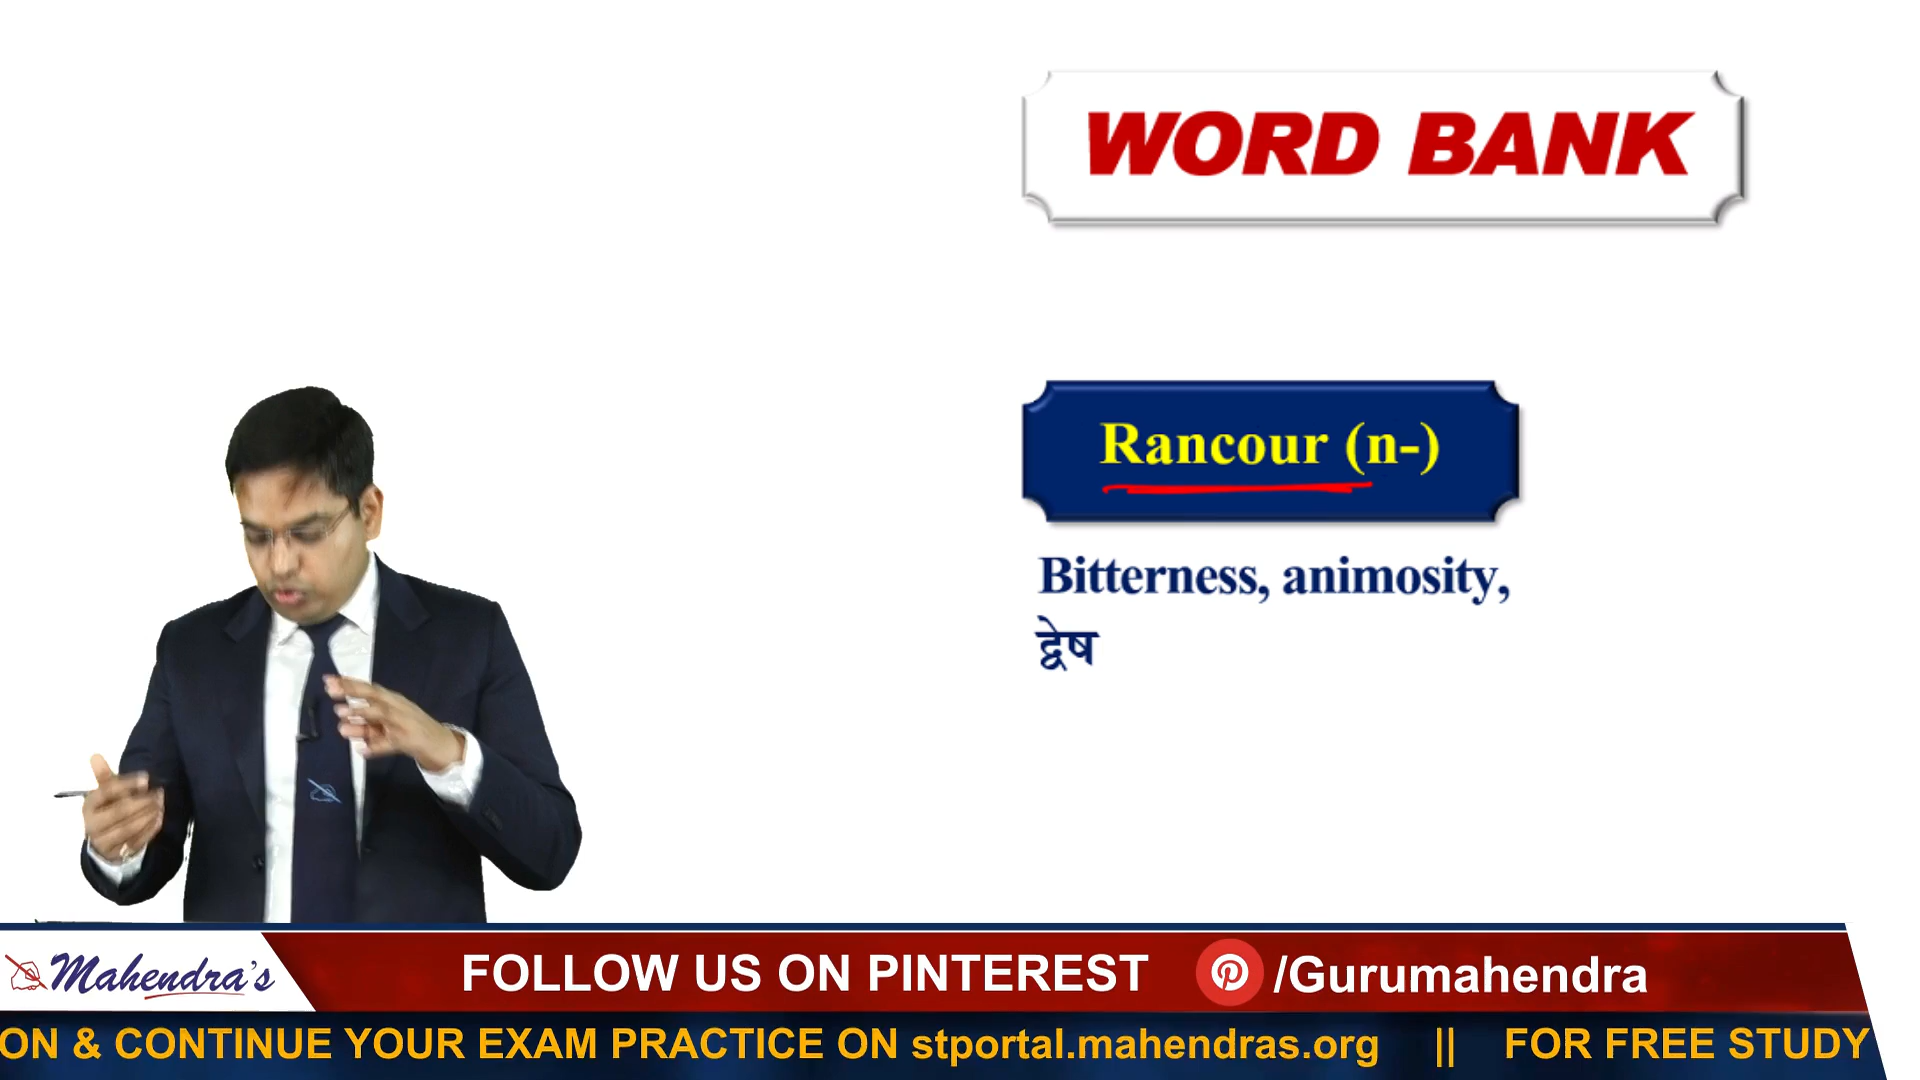 WORD BANK
Rancour (n-)
Bitterness, animosity,
द्वेष
Mahendra's
FOLLOW US ON PINTEREST /Gurumahendra
ON & CONTINUE YOUR EXAM PRACTICE ON stportal.mahendras.org || FOR FREE STUDY